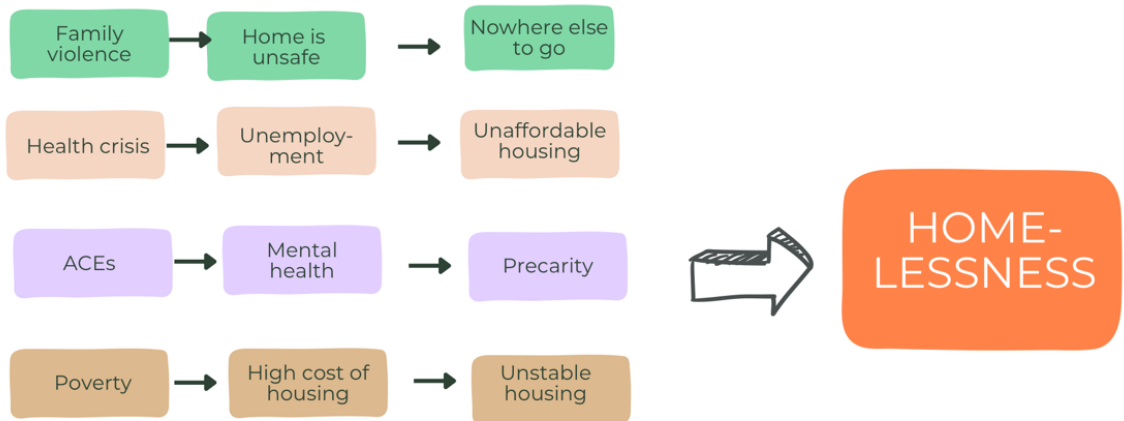 Family
violence
Home is
unsafe
Nowhere else
to go
Health crisis
Unemploy-
ment
Unaffordable
housing
ACEs
Mental
health
Precarity
Poverty
High cost of
housing
Unstable
housing
HOME-
LESSNESS